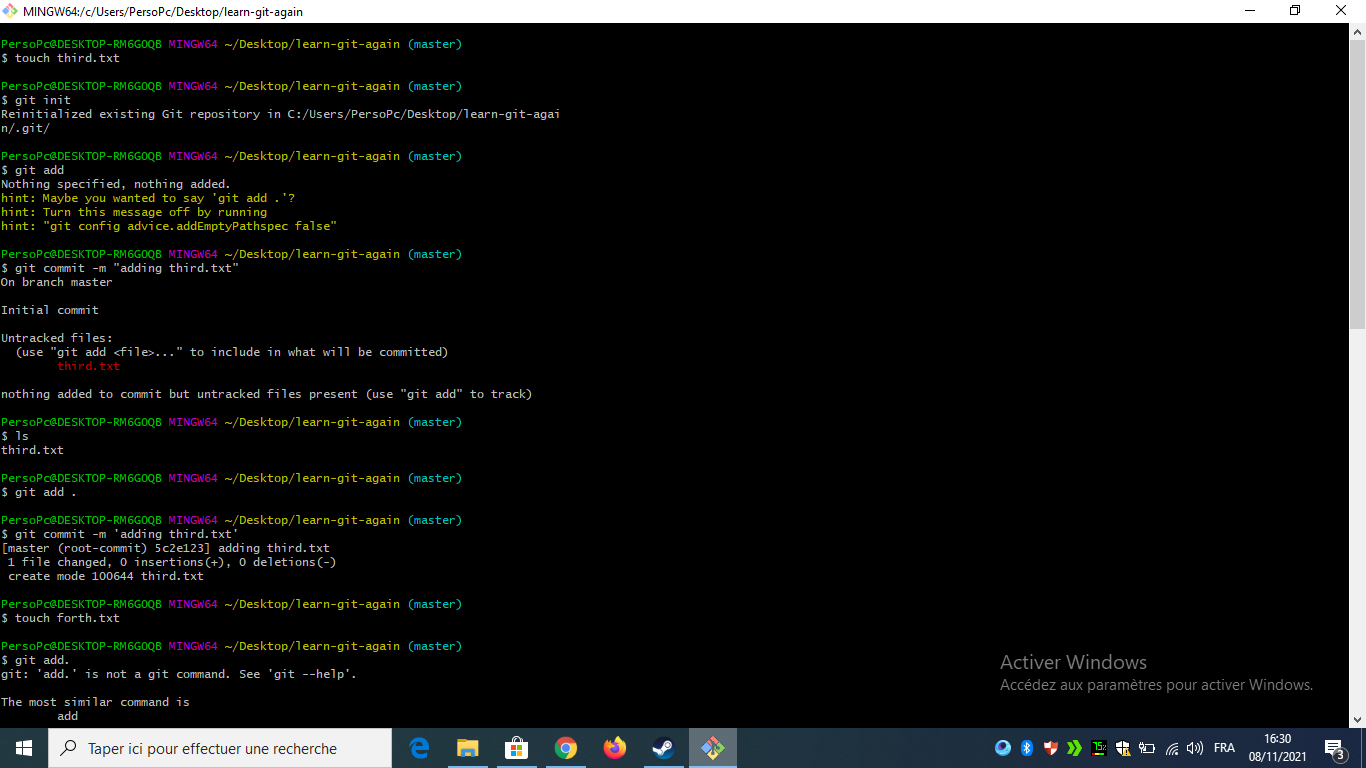 MINGW64:/c/Users/PersoPc/Desktop/learn-git-again
PersoPc@DESKTOP-RM6GOQB MINGW64 ~/Desktop/learn-git-again (master)
$ touch third.txt
PersoPc@DESKTOP-RM6GOQB MINGW64 ~/Desktop/learn-git-again (master)
$ git init
Reinitialized existing Git repository in C:/Users/PersoPc/Desktop/learn-git-agai
n/.git/
PersoPc@DESKTOP-RM6GOQB MINGW64 ~/Desktop/learn-git-again (master)
$ git add
Nothing specified, nothing added.
hint: Maybe you wanted to say 'git add .'?
hint: Turn this message off by running
hint: "git config advice.addEmptyPathspec false"
PersoPc@DESKTOP-RM6GOQB MINGW64 ~/Desktop/learn-git-again (master)
$ git commit -m "adding third.txt"
On branch master
Initial commit
Untracked files:
  (use "git add <file>..." to include in what will be committed)
        third.txt
nothing added to commit but untracked files present (use "git add" to track)
PersoPc@DESKTOP-RM6GOQB MINGW64 ~/Desktop/learn-git-again (master)
$ ls
third.txt
PersoPc@DESKTOP-RM6GOQB MINGW64 ~/Desktop/learn-git-again (master)
$ git add .
PersoPc@DESKTOP-RM6GOQB MINGW64 ~/Desktop/learn-git-again (master)
$ git commit -m 'adding third.txt'
[master (root-commit) 5c2e123] adding third.txt
 1 file changed, 0 insertions(+), 0 deletions(-)
 create mode 100644 third.txt
PersoPc@DESKTOP-RM6GOQB MINGW64 ~/Desktop/learn-git-again (master)
$ touch forth.txt
PersoPc@DESKTOP-RM6GOQB MINGW64 ~/Desktop/learn-git-again (master)
$ git add.
git: 'add.' is not a git command. See 'git --help'.
The most similar command is
        add
Activer Windows
Accédez aux paramètres pour activer Windows.
Taper ici pour effectuer une recherche
FRA
16:30
08/11/2021
3